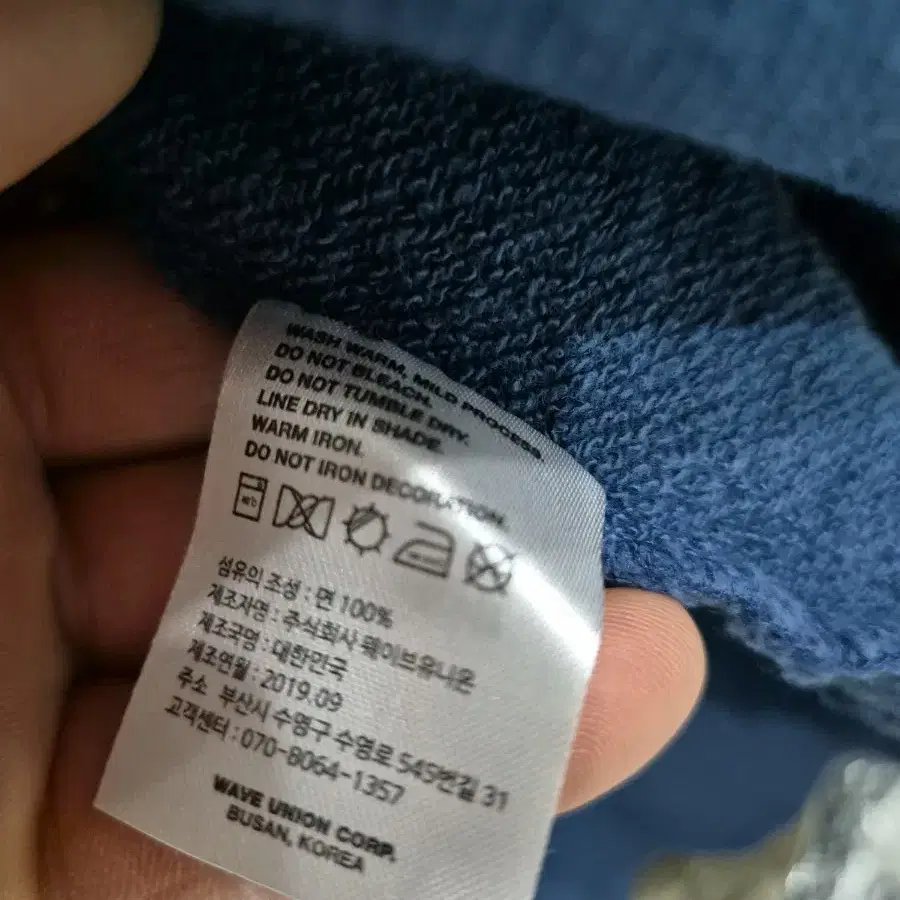 WASH WARM, MILD PROCESS
DO NOT BLEACH.
DO NOT TUMBLE DRY.
LINE DRY IN SHADE.
WARM IRON.
DO NOT IRON DECORATION.
섬유의 조성 : 면 100%
제조자명 : 주식회사 웨이브유니온
제조국명 : 대한민국
제조연월 : 2019.09
주소 부산시 수영구 수영로 545번길 31
고객센터 : 070-8064-1357
WAVE UNION CORP.
BUSAN, KOREA